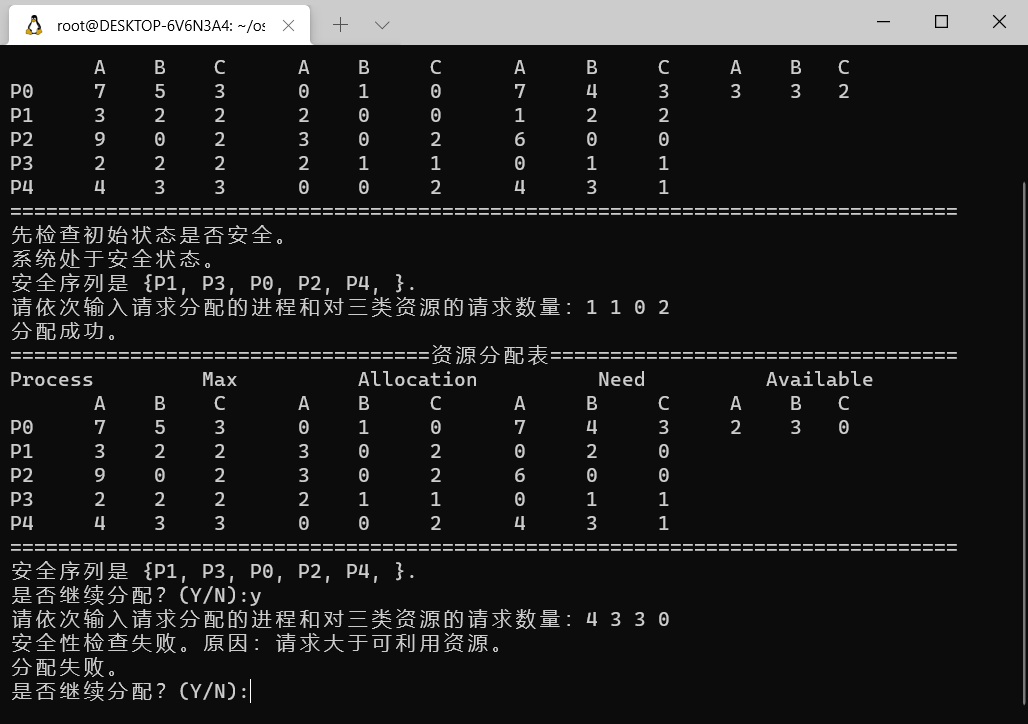 root@DESKTOP-6V6N3A4: ~/os
A B C A B C A B C A B C
P0 7 5 3 0 1 0 7 4 3 3 3 2
P1 3 2 2 2 0 0 1 2 2
P2 9 0 2 3 0 2 6 0 0
P3 2 2 2 2 1 1 0 1 1
P4 4 3 3 0 0 2 4 3 1
===============================================================================
先检查初始状态是否安全。
系统处于安全状态。
安全序列是 {P1, P3, P0, P2, P4, }.
请依次输入请求分配的进程和对三类资源的请求数量：1 1 0 2
分配成功。
===================================资源分配表==================================
Process Max Allocation Need Available
A B C A B C A B C A B C
P0 7 5 3 0 1 0 7 4 3 2 3 0
P1 3 2 2 3 0 2 0 2 0
P2 9 0 2 3 0 2 6 0 0
P3 2 2 2 2 1 1 0 1 1
P4 4 3 3 0 0 2 4 3 1
===============================================================================
安全序列是 {P1, P3, P0, P2, P4, }.
是否继续分配？(Y/N):y
请依次输入请求分配的进程和对三类资源的请求数量：4 3 3 0
安全性检查失败。原因：请求大于可利用资源。
分配失败。
是否继续分配？(Y/N):